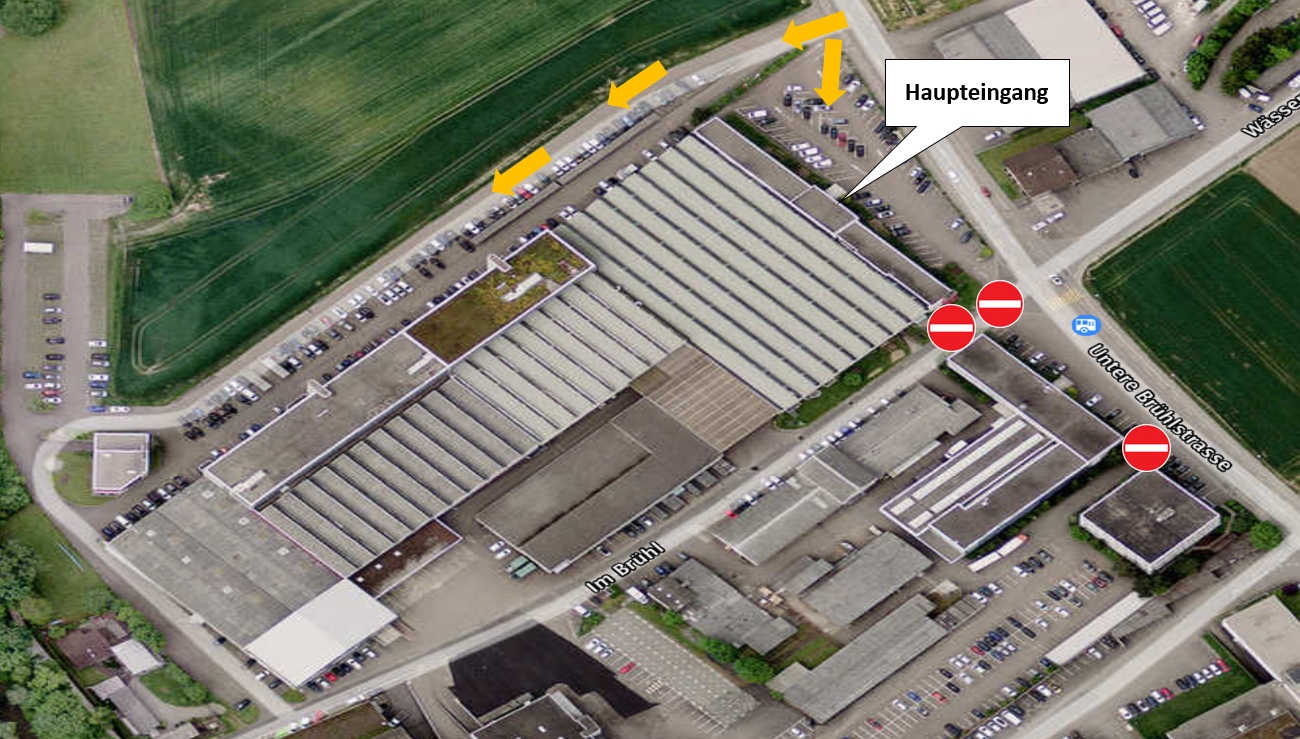 Haupteingang
Wässer
Untere Brühlstrasse
Im Brühl